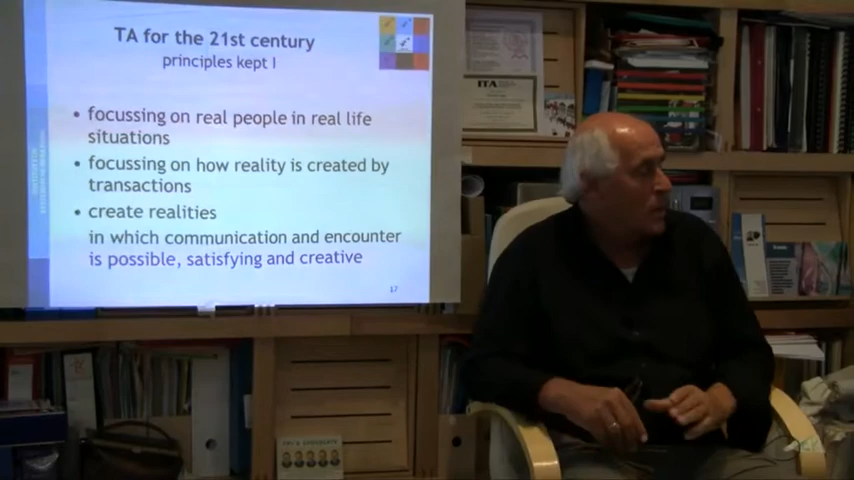 TA for the 21st century
principles kept I
• focussing on real people in real life
situations
• focussing on how reality is created by
transactions
• create realities
in which communication and encounter
is possible, satisfying and creative
17
ITA